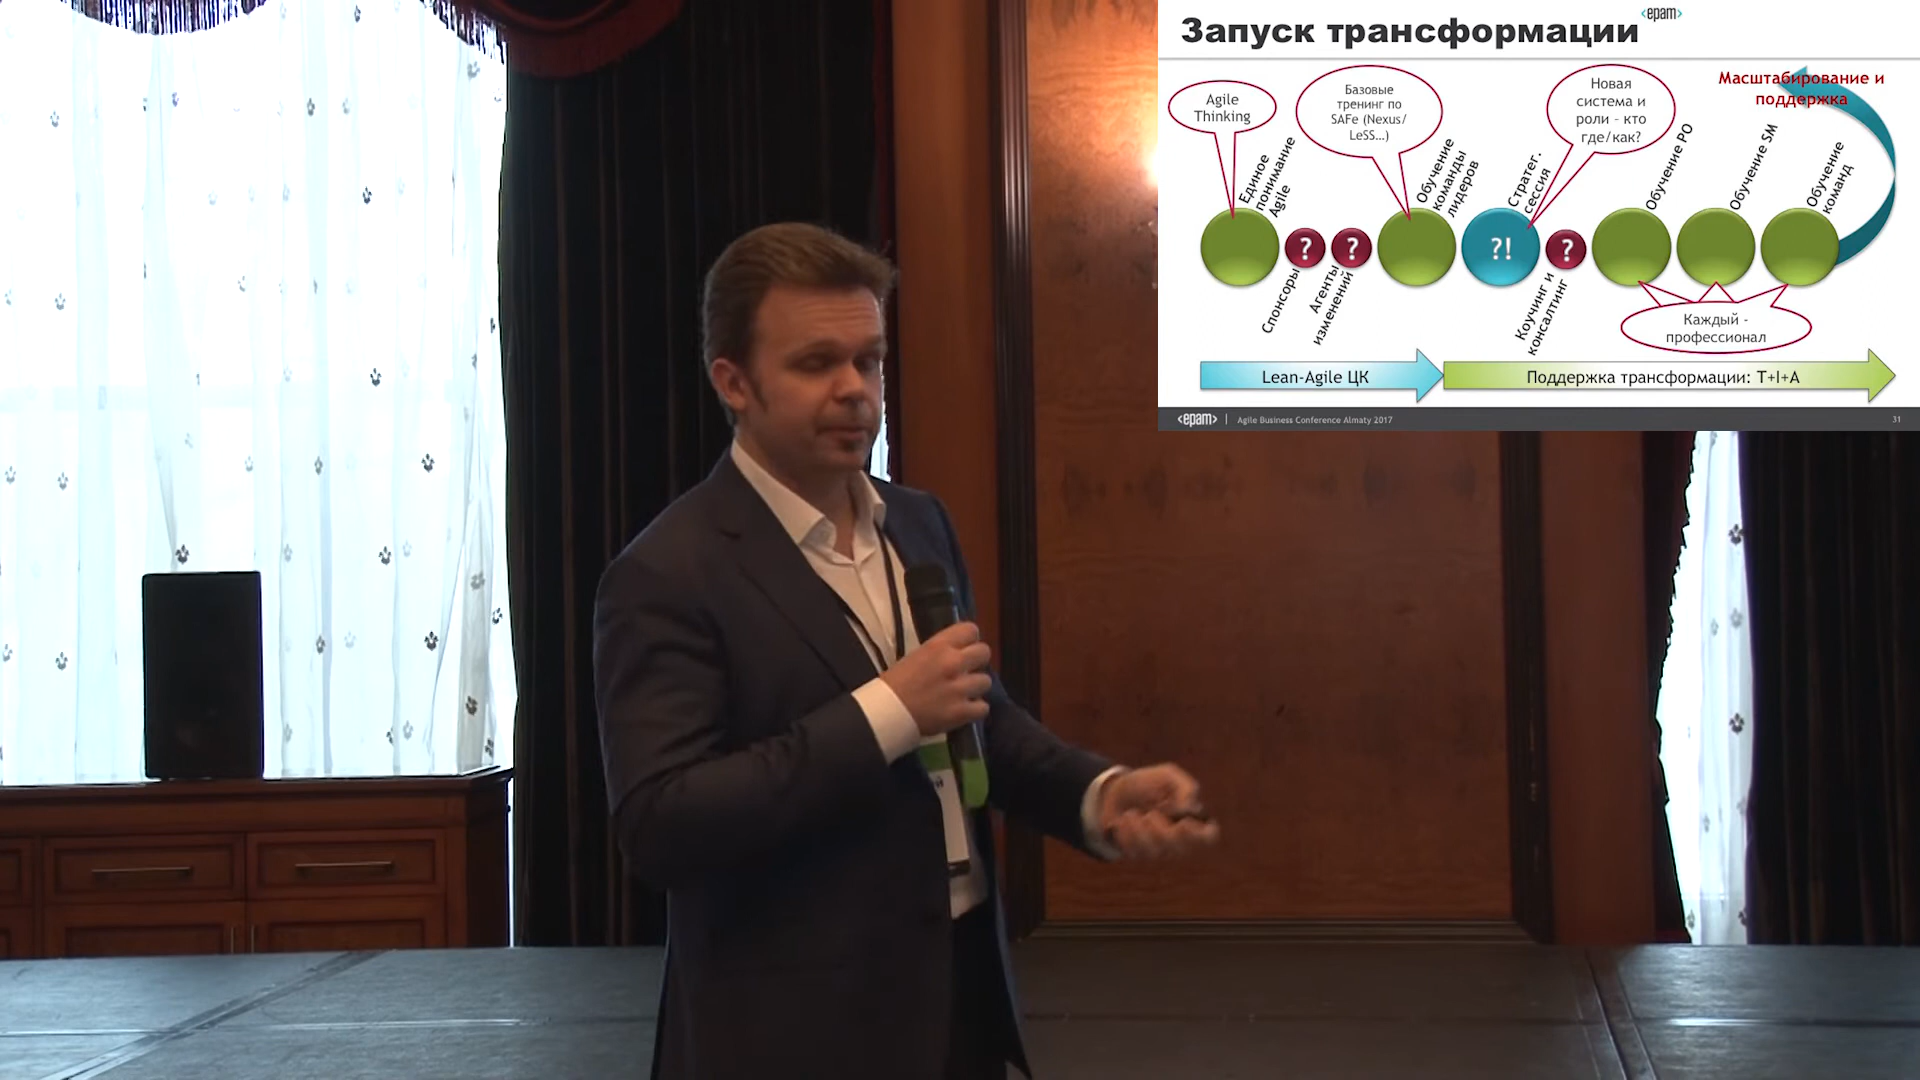 Запуск трансформации
<epam>
Agile
Thinking
Базовые
тренинг по
SAFe (Nexus/
LeSS...)
Новая
система и
роли – кто
где/как?
Масштабирование и
поддержка
Единое
понимание
Agile
?
Спонсоры
?
Агенты
изменений
Обучение
команды
лидеров
?!
Стратег.
сессия
?
Коучинг и
консалтинг
Обучение PO
Обучение SM
Обучение
команд
Каждый -
профессионал
Lean-Agile ЦК
Поддержка трансформации: T+I+A
<epam> | Agile Business Conference Almaty 2017
31